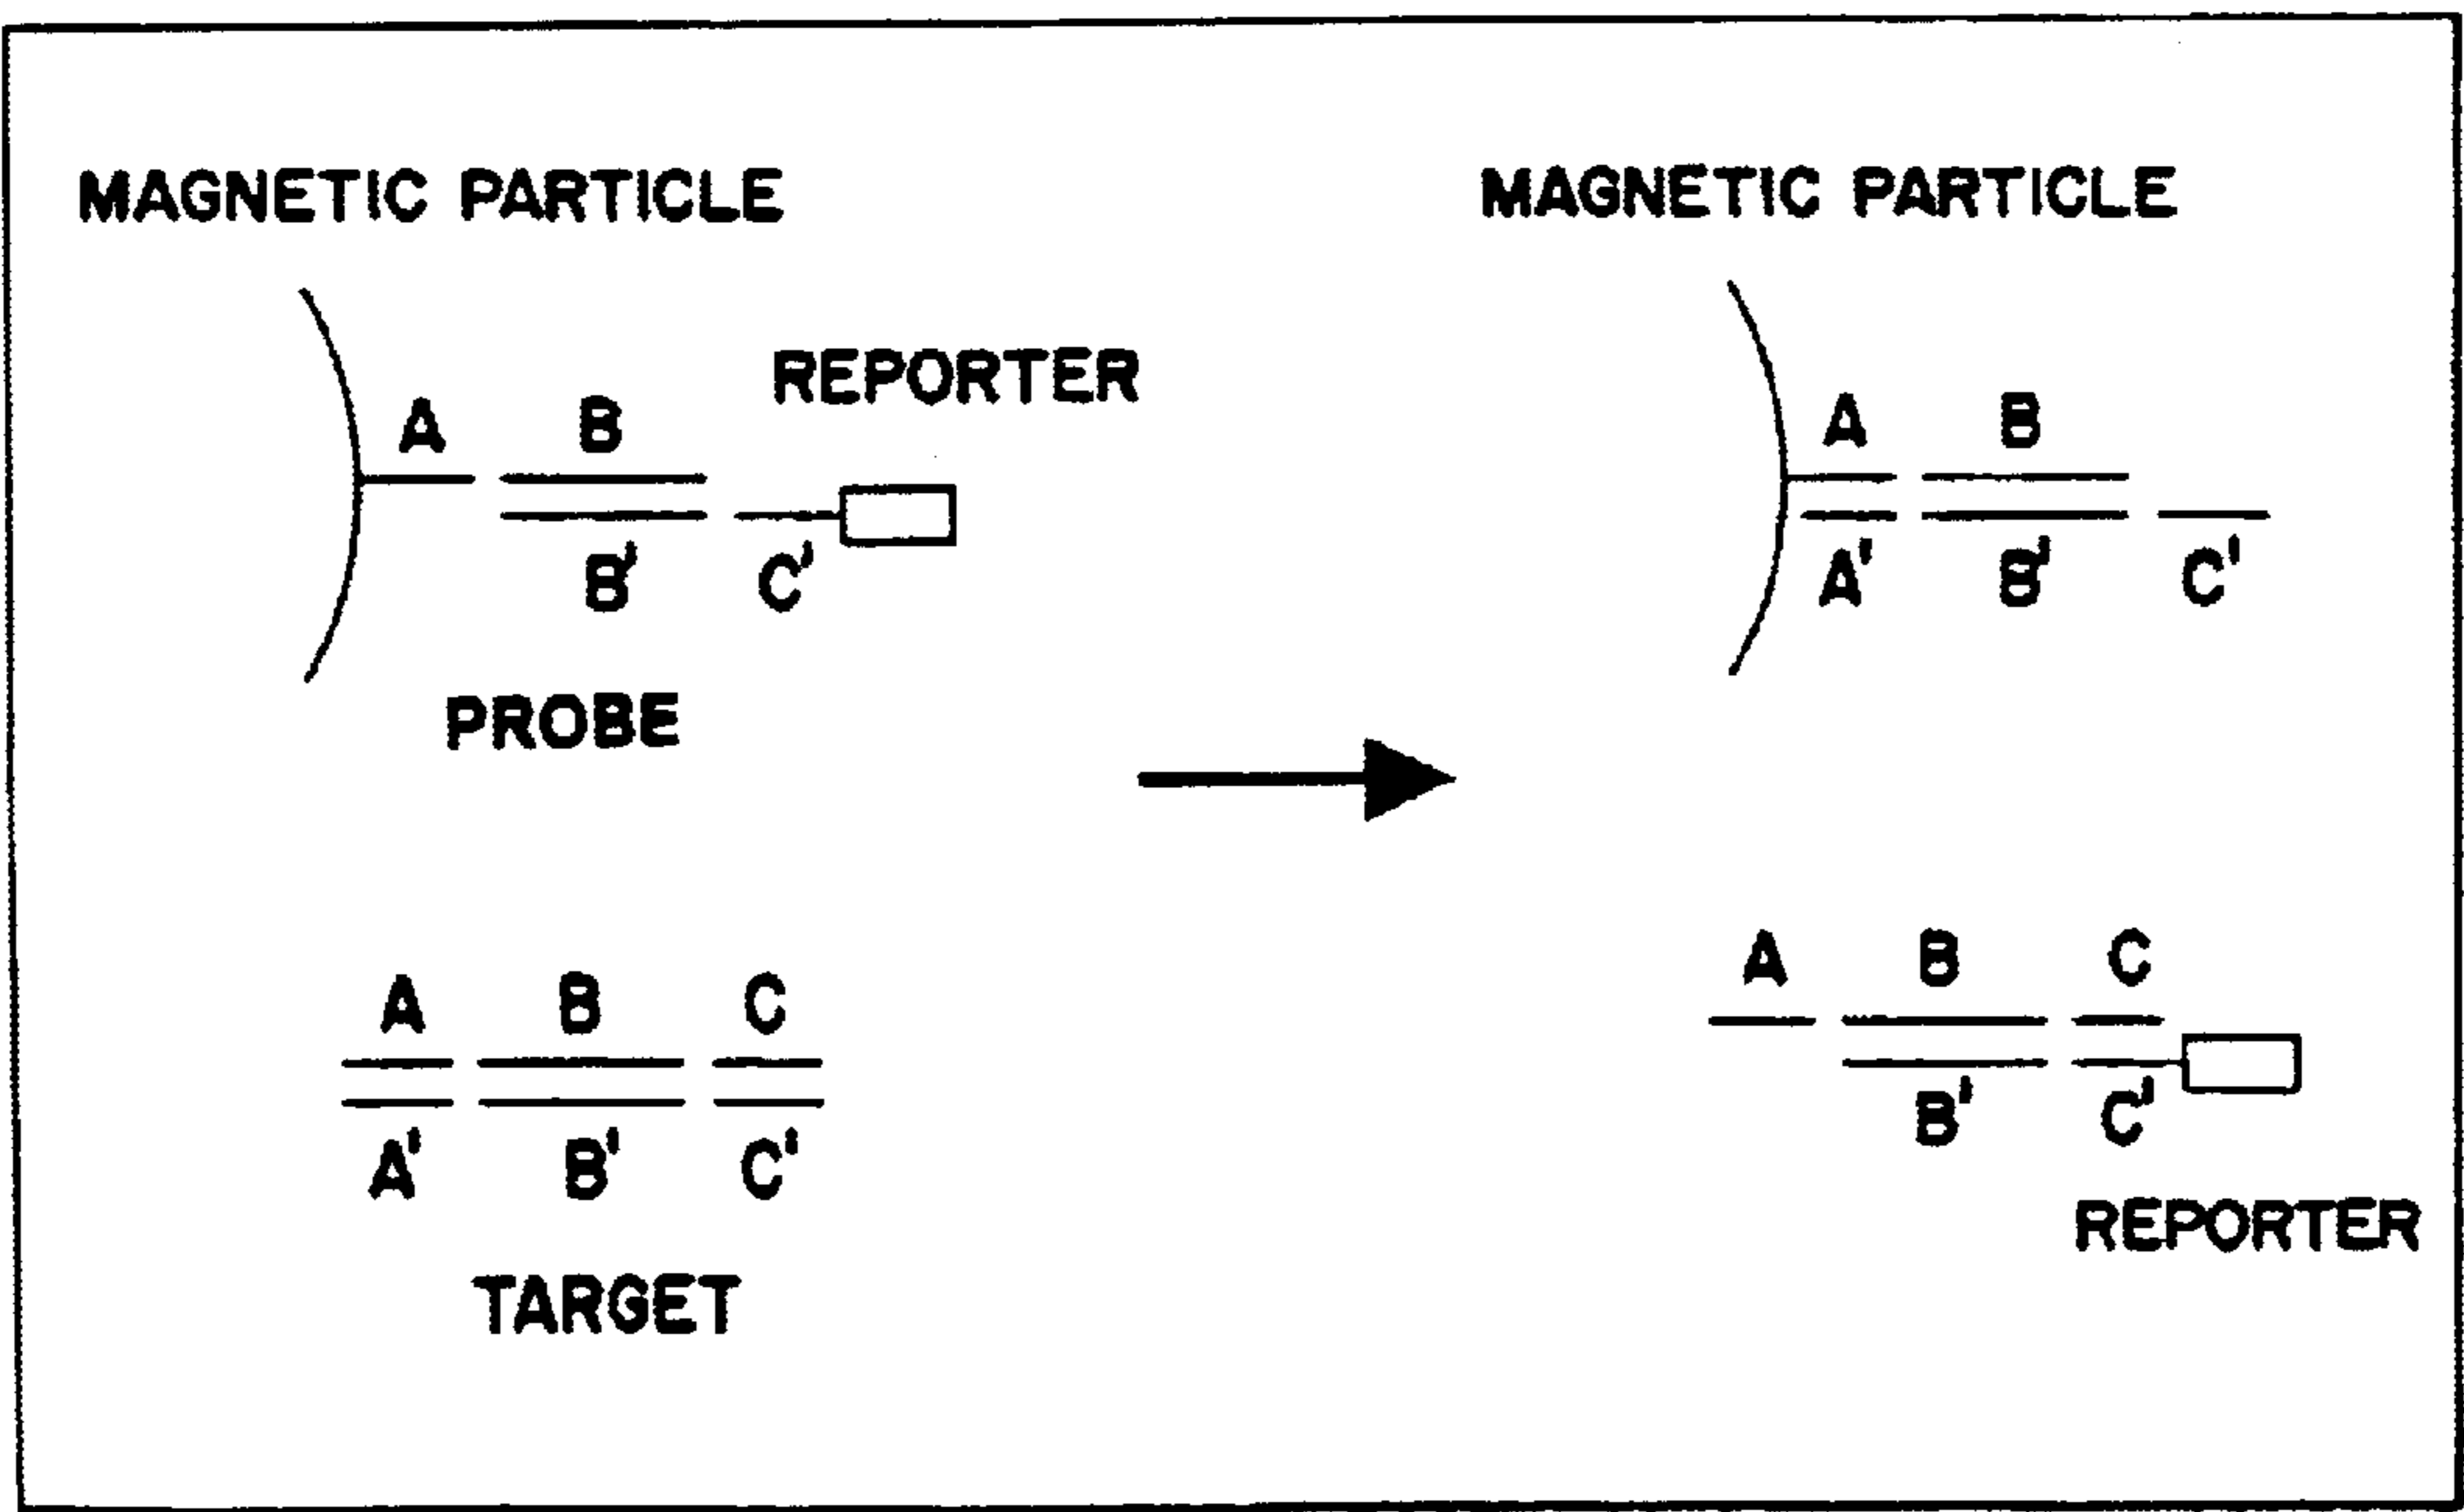 MAGNETIC PARTICLE
REPORTER
A B
B' C'
PROBE
A B C
A' B' C'
TARGET
MAGNETIC PARTICLE
A B
A' B' C'
A B C
B' C'
REPORTER